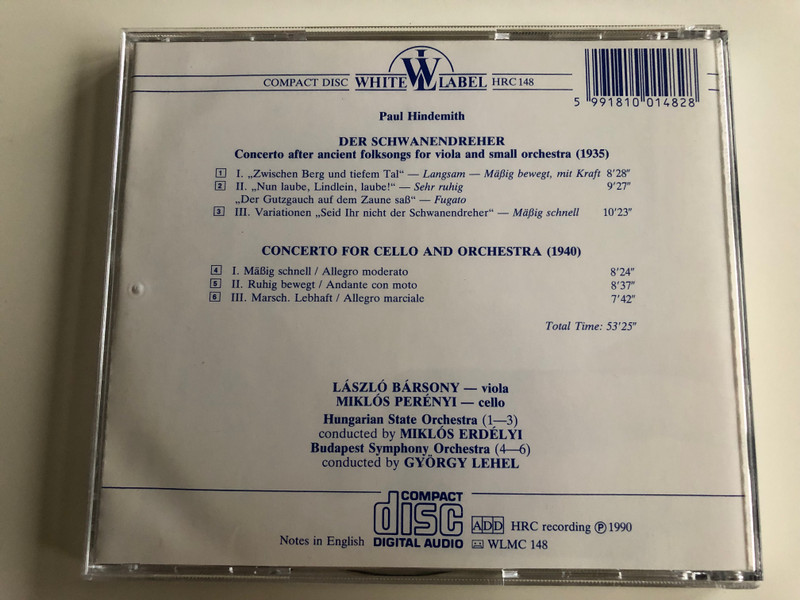 COMPACT DISC WHITE WL LABEL HRC 148
5 991810 014828
Paul Hindemith
DER SCHWANENDREHER
Concerto after ancient folksongs for viola and small orchestra (1935)
1 I. „Zwischen Berg und tiefem Tal“ — Langsam — Mäßig bewegt, mit Kraft 8'28"
2 II. „Nun laube, Lindlein, laube!“ — Sehr ruhig 9'27"
„Der Gutzgauch auf dem Zaune saß“ — Fugato
3 III. Variationen „Seid Ihr nicht der Schwanendreher“ — Mäßig schnell 10'23"
CONCERTO FOR CELLO AND ORCHESTRA (1940)
4 I. Mäßig schnell / Allegro moderato 8'24"
5 II. Ruhig bewegt / Andante con moto 8'37"
6 III. Marsch. Lebhaft / Allegro marciale 7'42"
Total Time: 53'25"
LÁSZLÓ BÁRSONY — viola
MIKLÓS PERÉNYI — cello
Hungarian State Orchestra (1—3)
conducted by MIKLÓS ERDÉLYI
Budapest Symphony Orchestra (4—6)
conducted by GYÖRGY LEHEL
Notes in English
COMPACT
disc
DIGITAL AUDIO
ADD HRC recording Ⓟ 1990
WLMC 148